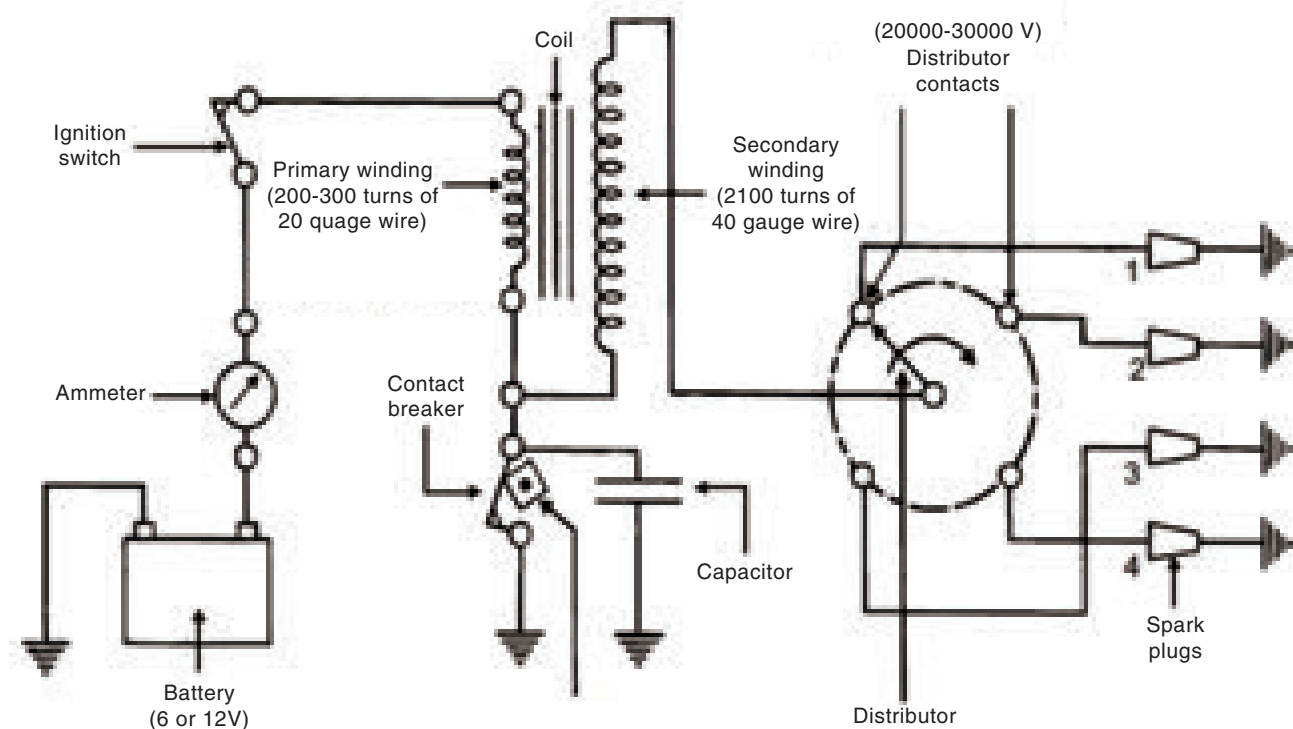 Coil
(20000-30000 V)
Distributor
contacts
Ignition
switch
Primary winding
(200-300 turns of
20 quage wire)
Secondary
winding
(2100 turns of
40 gauge wire)
1
2
3
4
Ammeter
Contact
breaker
Capacitor
Spark
plugs
Battery
(6 or 12V)
Distributor